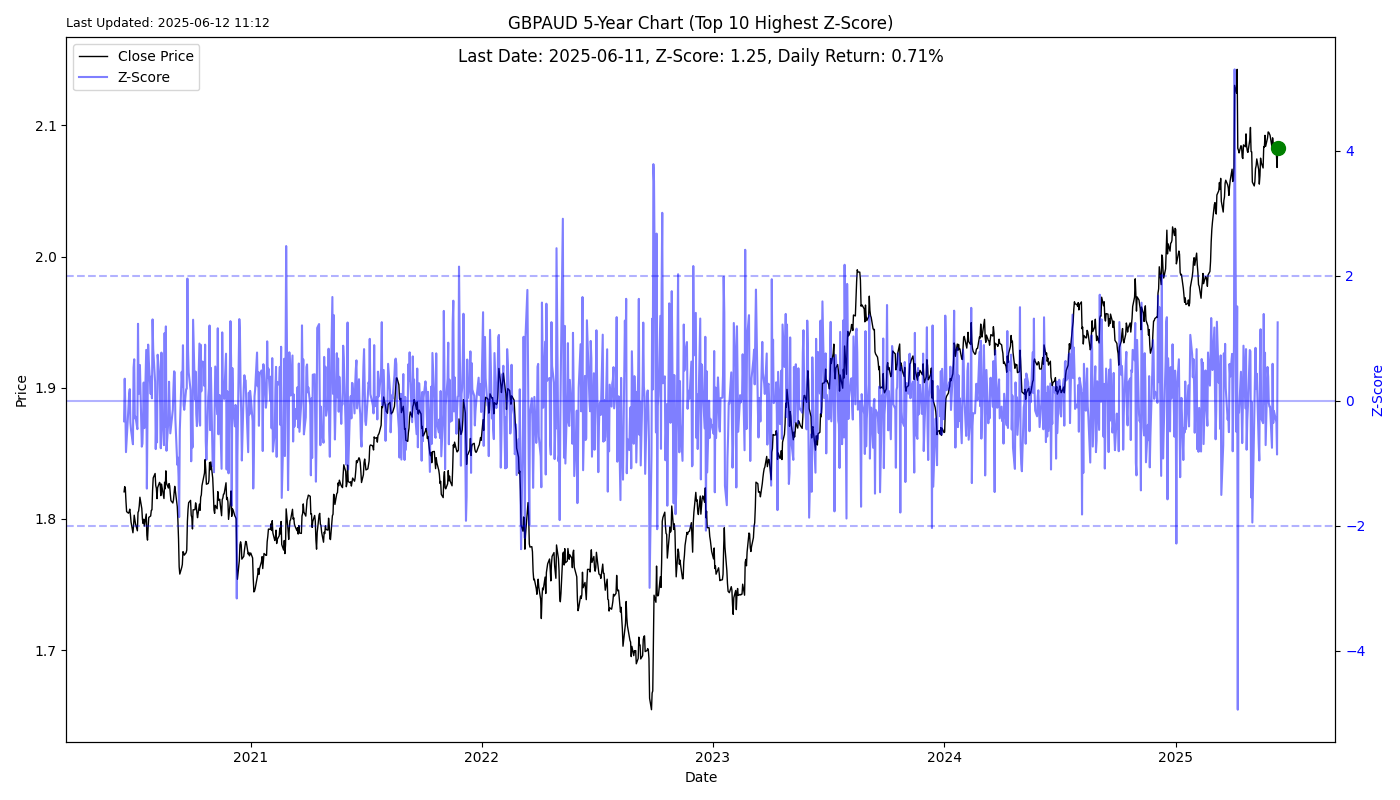 Last Updated: 2025-06-12 11:12
GBPAUD 5-Year Chart (Top 10 Highest Z-Score)
Last Date: 2025-06-11, Z-Score: 1.25, Daily Return: 0.71%
Close Price
Z-Score
Price
2.1
2.0
1.9
1.8
1.7
4
2
0
−2
−4
Z-Score
2021
2022
2023
2024
2025
Date